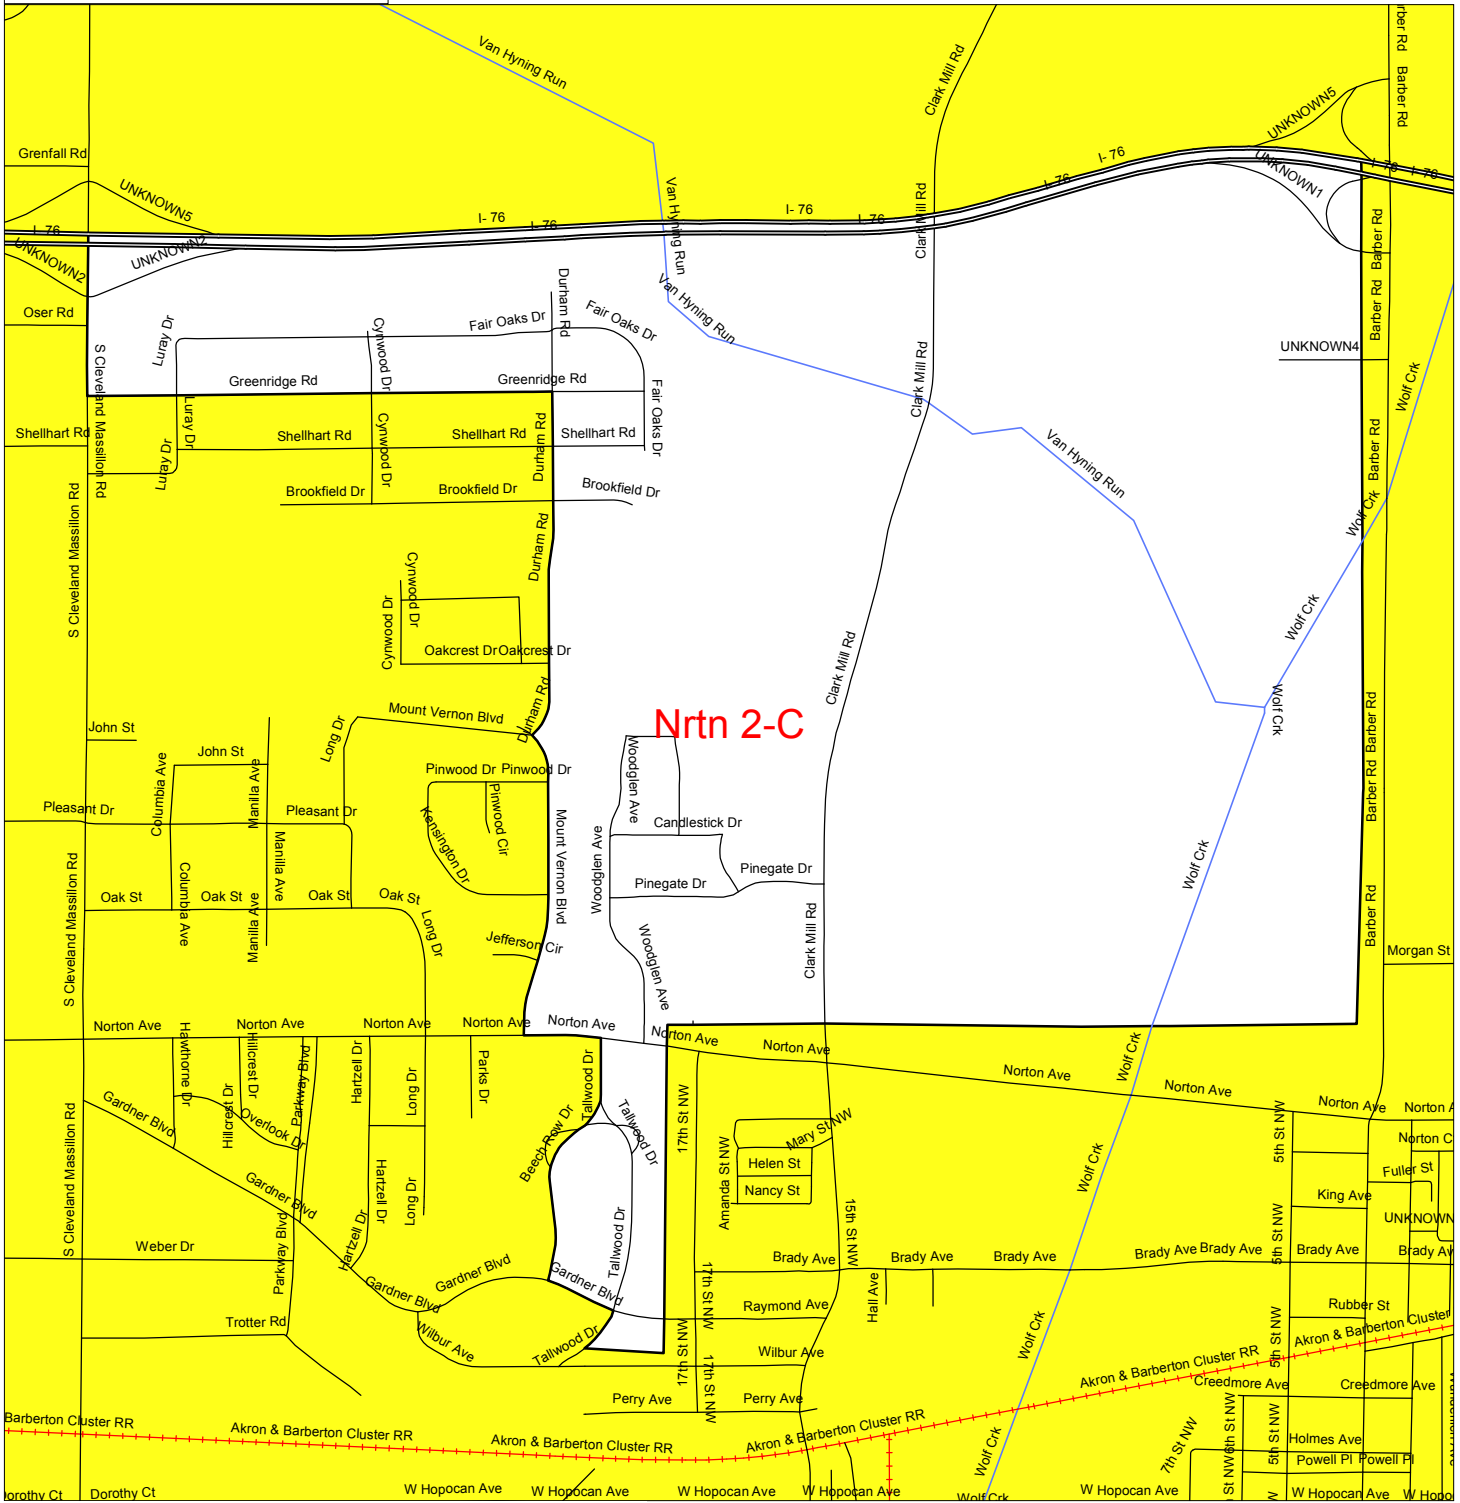 Van Hyning Run
Clark Mill Rd
rber Rd
Barber Rd
Barber Rd
UNKNOWN5
Grenfall Rd
UNKNOWN5
I- 76
I- 76
I- 76
I- 76
UNKNOWN1
I- 76
I- 76
I- 76
I- 76
I- 76
Van Hyning Run
Clark Mill Rd
Clark Mill Rd
Barber Rd
Barber Rd
UNKNOWN2
UNKNOWN2
Oser Rd
Durham Rd
Van Hyning Run
Luray Dr
Cynwood Dr
Fair Oaks Dr
Fair Oaks Dr
Barber Rd
UNKNOWN4
S Cleveland Massillon Rd
Greenridge Rd
Greenridge Rd
Fair Oaks Dr
Clark Mill Rd
Wolf Crk
Shellhart Rd
Luray Dr
Shellhart Rd
Cynwood Dr
Shellhart Rd
Durham Rd
Shellhart Rd
Luray Dr
Van Hyning Run
Barber Rd
Brookfield Dr
Brookfield Dr
Brookfield Dr
Wolf Crk
S Cleveland Massillon Rd
Durham Rd
Cynwood Dr
Cynwood Dr
Oakcrest Dr
Oakcrest Dr
Clark Mill Rd
Wolf Crk
Durham Rd
Mount Vernon Blvd
Nrtn 2-C
Wolf Crk
Barber Rd
John St
John St
Long Dr
Columbia Ave
Manilla Ave
Pinwood Dr
Pinwood Dr
Woodglen Ave
Barber Rd
Pleasant Dr
Pleasant Dr
Kensington Dr
Pinwood Cir
Mount Vernon Blvd
Candlestick Dr
S Cleveland Massillon Rd
Columbia Ave
Manilla Ave
Woodglen Ave
Pinegate Dr
Pinegate Dr
Wolf Crk
Oak St
Oak St
Manilla Ave
Oak St
Oak St
Long Dr
Jefferson Cir
Woodglen Ave
Clark Mill Rd
Barber Rd
Morgan St
Norton Ave
Norton Ave
Norton Ave
Norton Ave
Norton Ave
Norton Ave
Norton Ave
Norton Ave
Norton Ave
Norton Ave
Norton A
Hawthorne Dr
Hillcrest Dr
Parkway Blvd
Hartzell Dr
Long Dr
Parks Dr
Tallwood Dr
Wolf Crk
S Cleveland Massillon Rd
Gardner Blvd
Hillcrest Dr
Overlook Dr
Beech Row Dr
Tallwood Dr
17th St NW
Mary St NW
Helen St
Nancy St
Amanda St NW
5th St NW
Norton C
Fuller St
King Ave
UNKNOWN
Gardner Blvd
Hartzell Dr
Long Dr
Wolf Crk
Weber Dr
Parkway Blvd
Hartzell Dr
Tallwood Dr
15th St NW
5th St NW
Brady Ave
Brady Ave
Brady Ave
Brady Ave
Brady Ave
Brady Ave
Brady Av
Gardner Blvd
Gardner Blvd
Gardner Blvd
17th St NW
Hall Ave
Raymond Ave
Rubber St
Trotter Rd
Wilbur Ave
Tallwood Dr
17th St NW
Wilbur Ave
Wolf Crk
5th St NW
Akron & Barberton Cluster
Akron & Barberton Cluster RR
Perry Ave
17th St NW
Perry Ave
Creedmore Ave
Creedmore Ave
Barberton Cluster RR
Akron & Barberton Cluster RR
Akron & Barberton Cluster RR
Akron & Barberton Cluster RR
Wolf Crk
7th St NW
6th St NW
5th St NW
Holmes Ave
Powell Pl
Powell Pl
orothy Ct
Dorothy Ct
W Hopocan Ave
W Hopocan Ave
W Hopocan Ave
W Hopocan Ave
Wolf Crk
St NW
NW
W Hopocan Ave
W Hopo